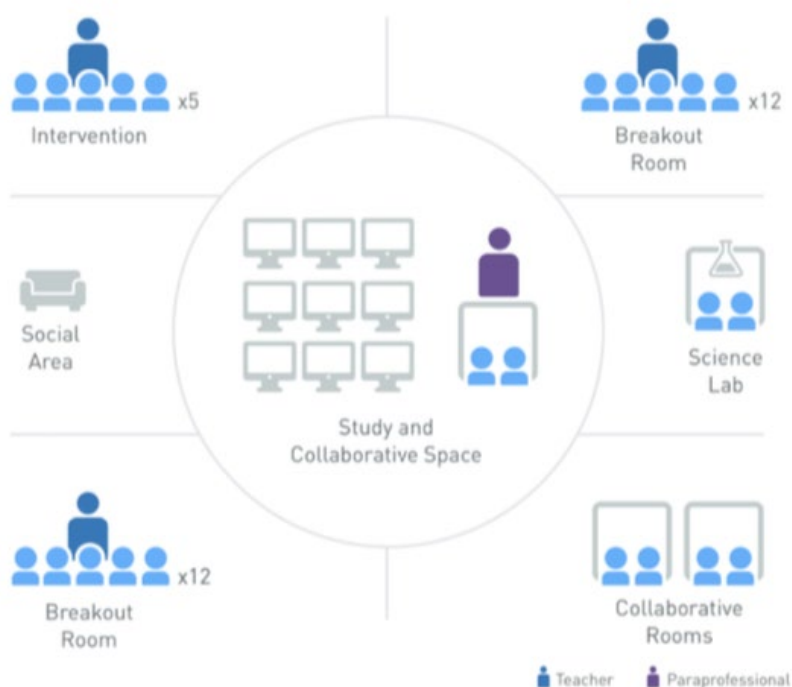 x5
Intervention
x12
Breakout
Room
Social
Area
Science
Lab
Study and
Collaborative Space
x12
Breakout
Room
Collaborative
Rooms
Teacher
Paraprofessional